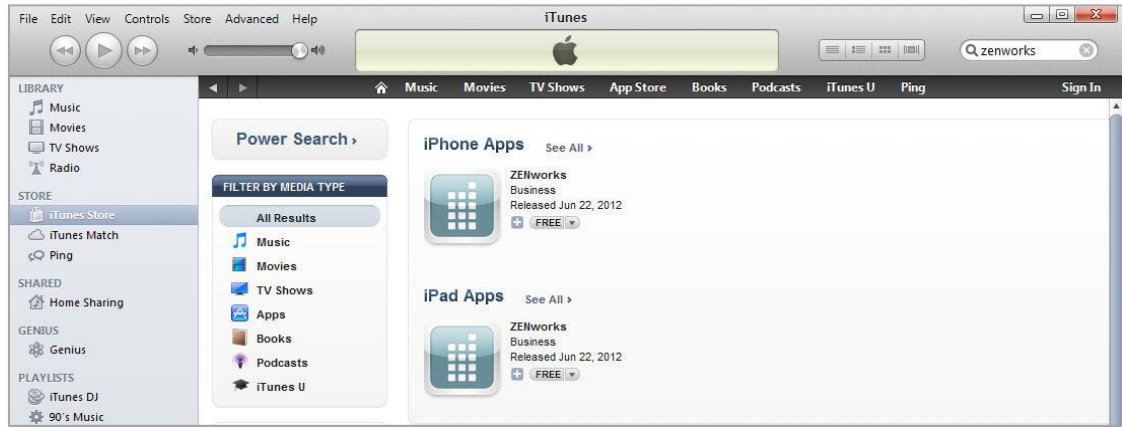 File Edit View Controls Store Advanced Help
iTunes
zenworks
LIBRARY
Music
Movies
TV Shows
Radio
STORE
iTunes Store
iTunes Match
Ping
SHARED
Home Sharing
GENIUS
Genius
PLAYLISTS
iTunes DJ
90's Music
Music Movies TV Shows App Store Books Podcasts iTunes U Ping Sign In
Power Search ›
FILTER BY MEDIA TYPE
All Results
Music
Movies
TV Shows
Apps
Books
Podcasts
iTunes U
iPhone Apps See All ›
ZENworks
Business
Released Jun 22, 2012
FREE
iPad Apps See All ›
ZENworks
Business
Released Jun 22, 2012
FREE